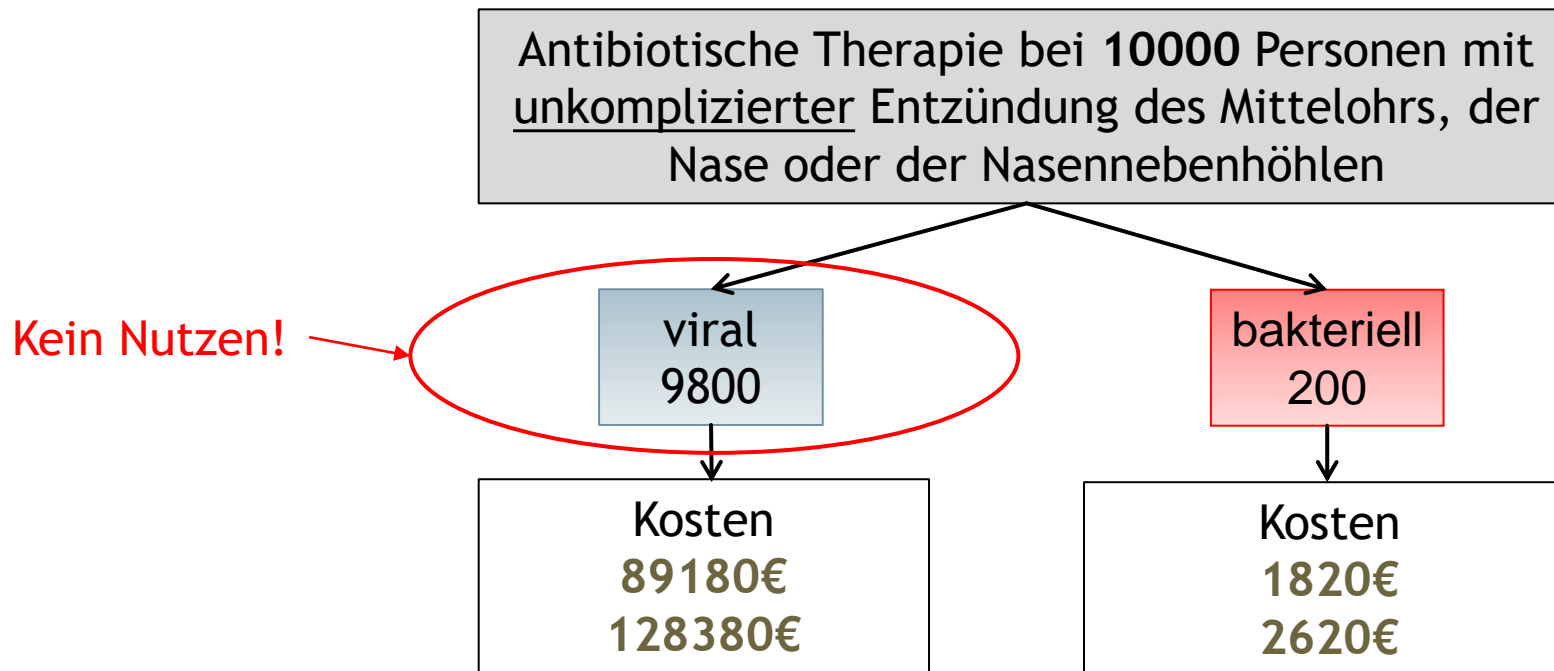 Antibiotische Therapie bei 10000 Personen mit
unkomplizierter Entzündung des Mittelohrs, der
Nase oder der Nasennebenhöhlen
Kein Nutzen!
viral
9800
bakteriell
200
Kosten
89180€
128380€
Kosten
1820€
2620€